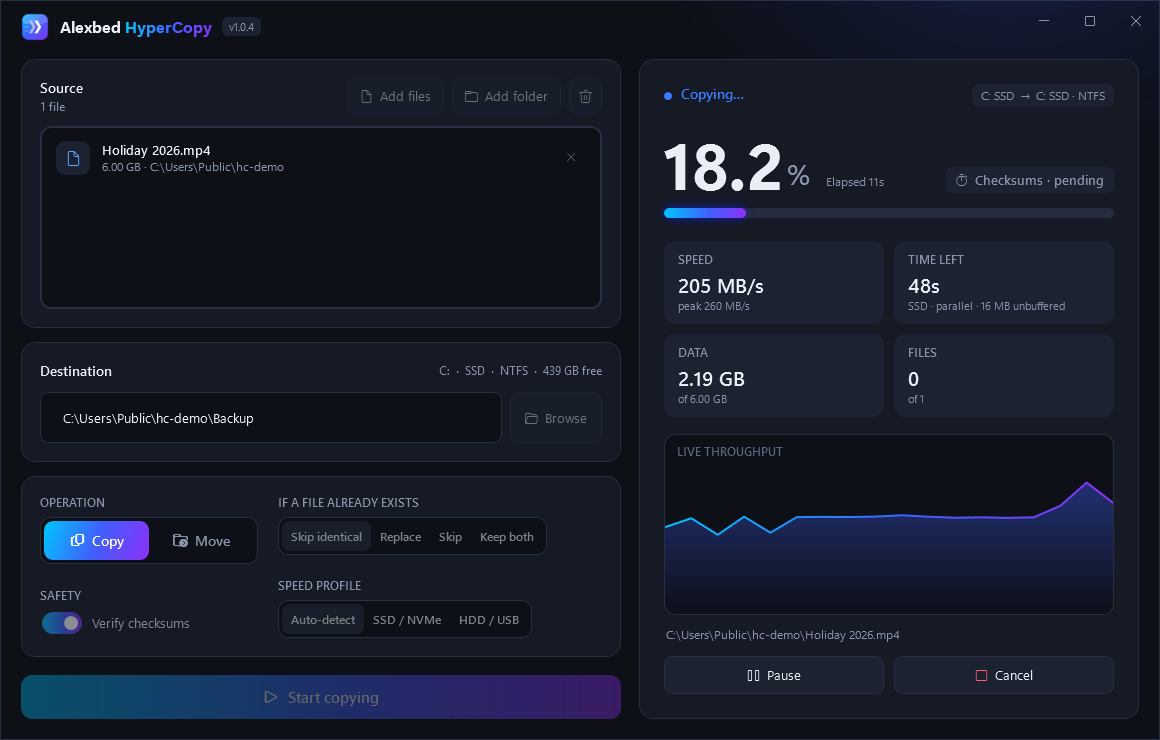 Alexbed HyperCopy v1.0.4
Source
1 file
Add files
Add folder
Holiday 2026.mp4
6.00 GB · C:\Users\Public\hc-demo
Destination
C: · SSD · NTFS · 439 GB free
C:\Users\Public\hc-demo\Backup
Browse
OPERATION
Copy
Move
IF A FILE ALREADY EXISTS
Skip identical
Replace
Skip
Keep both
SAFETY
Verify checksums
SPEED PROFILE
Auto-detect
SSD / NVMe
HDD / USB
Start copying
Copying...
C: SSD → C: SSD · NTFS
18.2 %
Elapsed 11s
Checksums · pending
SPEED
205 MB/s
peak 260 MB/s
TIME LEFT
48s
SSD · parallel · 16 MB unbuffered
DATA
2.19 GB
of 6.00 GB
FILES
0
of 1
LIVE THROUGHPUT
C:\Users\Public\hc-demo\Holiday 2026.mp4
Pause
Cancel